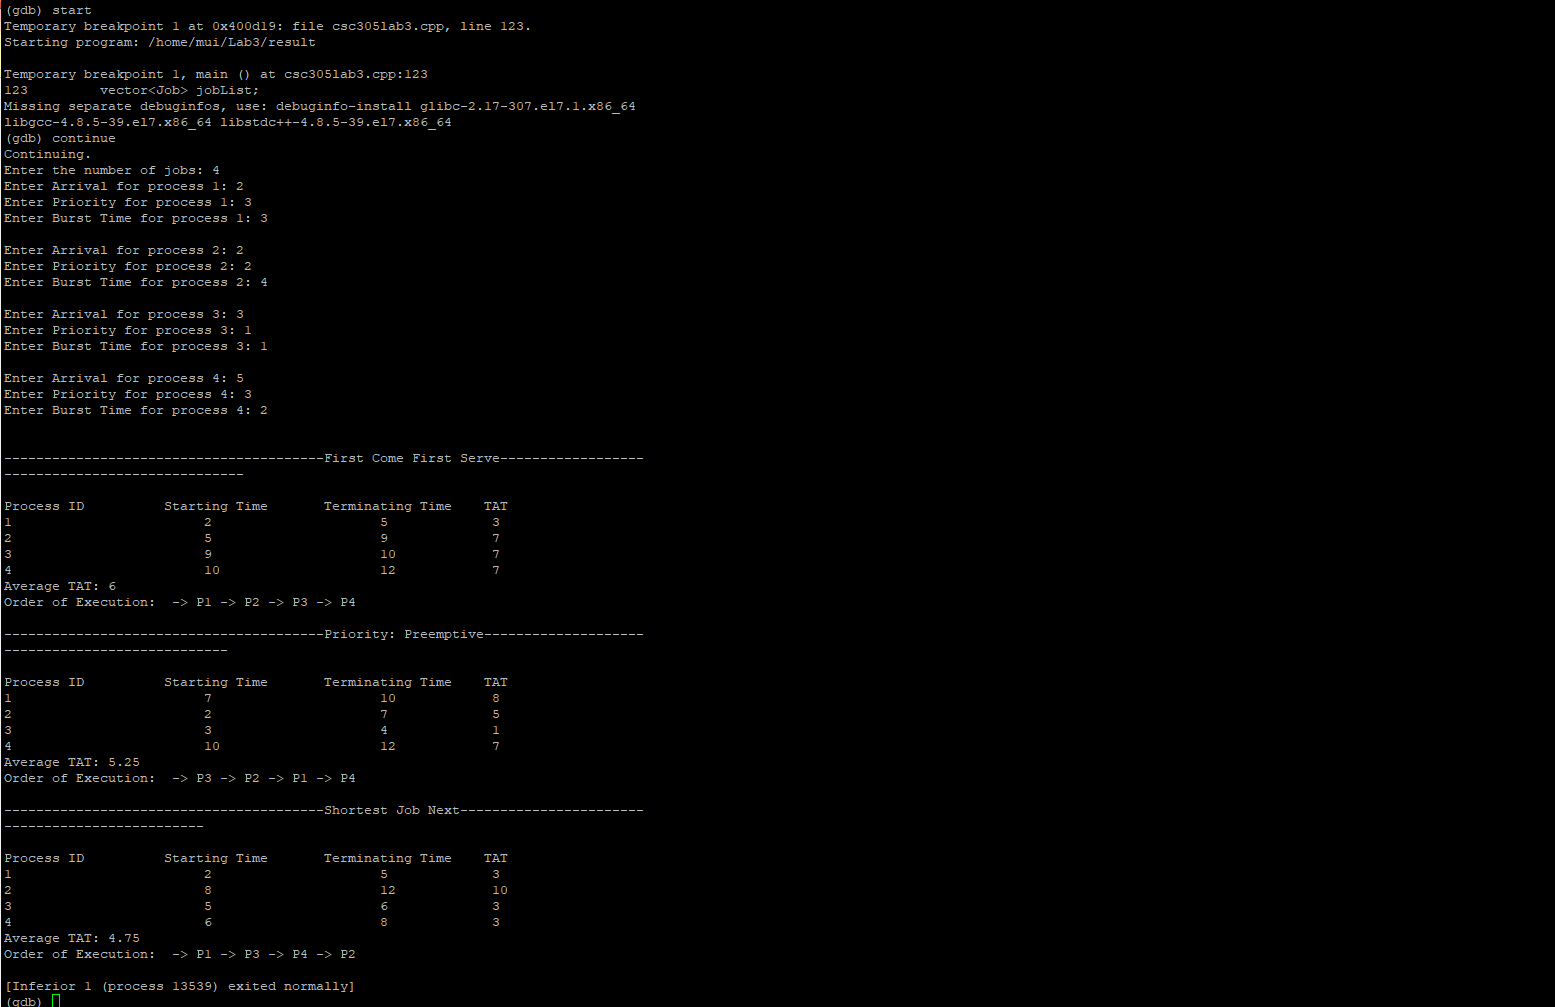 (gdb) start
Temporary breakpoint 1 at 0x400d19: file csc305lab3.cpp, line 123.
Starting program: /home/mui/Lab3/result

Temporary breakpoint 1, main () at csc305lab3.cpp:123
123         vector<Job> jobList;
Missing separate debuginfos, use: debuginfo-install glibc-2.17-307.el7.1.x86_64
libgcc-4.8.5-39.el7.x86_64 libstdc++-4.8.5-39.el7.x86_64
(gdb) continue
Continuing.
Enter the number of jobs: 4
Enter Arrival for process 1: 2
Enter Priority for process 1: 3
Enter Burst Time for process 1: 3

Enter Arrival for process 2: 2
Enter Priority for process 2: 2
Enter Burst Time for process 2: 4

Enter Arrival for process 3: 3
Enter Priority for process 3: 1
Enter Burst Time for process 3: 1

Enter Arrival for process 4: 5
Enter Priority for process 4: 3
Enter Burst Time for process 4: 2


----------------------------------------First Come First Serve------------------
------------------------------

Process ID          Starting Time       Terminating Time    TAT
1                        2                     5             3
2                        5                     9             7
3                        9                     10            7
4                        10                    12            7
Average TAT: 6
Order of Execution:  -> P1 -> P2 -> P3 -> P4

----------------------------------------Priority: Preemptive--------------------
----------------------------

Process ID          Starting Time       Terminating Time    TAT
1                        7                     10            8
2                        2                     7             5
3                        3                     4             1
4                        10                    12            7
Average TAT: 5.25
Order of Execution:  -> P3 -> P2 -> P1 -> P4

----------------------------------------Shortest Job Next-----------------------
-------------------------

Process ID          Starting Time       Terminating Time    TAT
1                        2                     5             3
2                        8                     12            10
3                        5                     6             3
4                        6                     8             3
Average TAT: 4.75
Order of Execution:  -> P1 -> P3 -> P4 -> P2

[Inferior 1 (process 13539) exited normally]
(gdb)